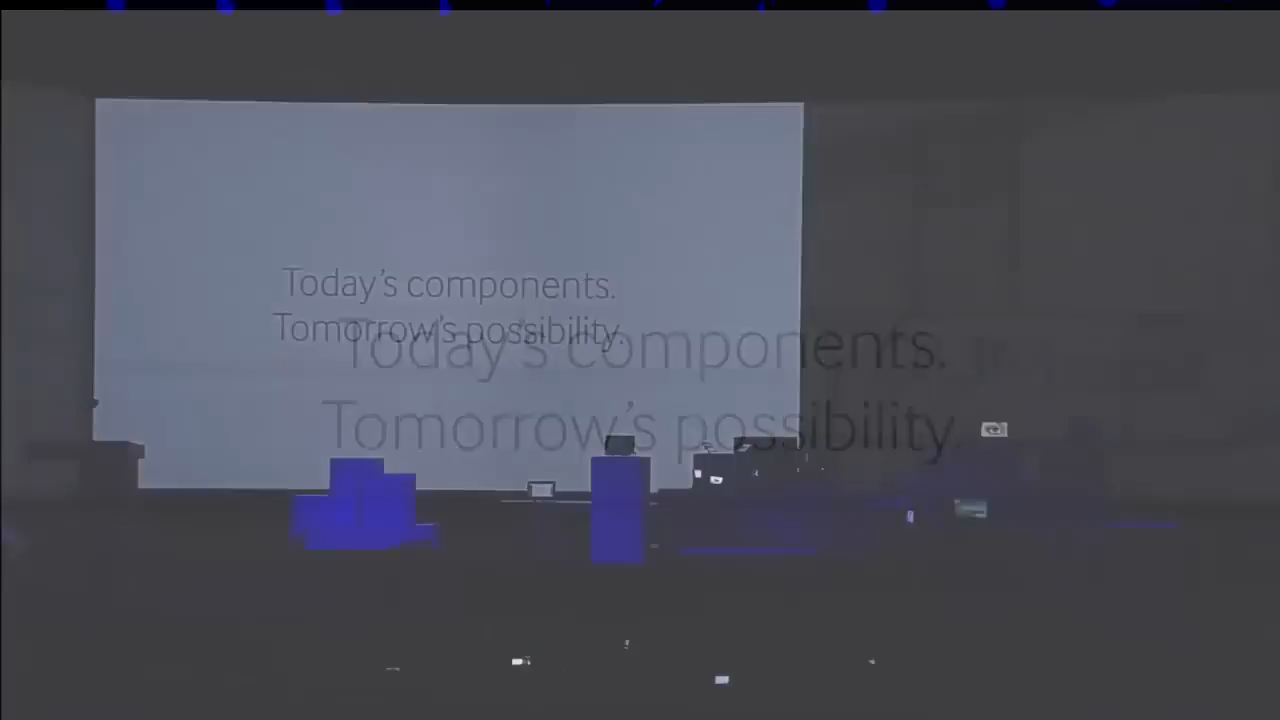 Today's components.
Tomorrow's possibility.
Today's components.
Tomorrow's possibility